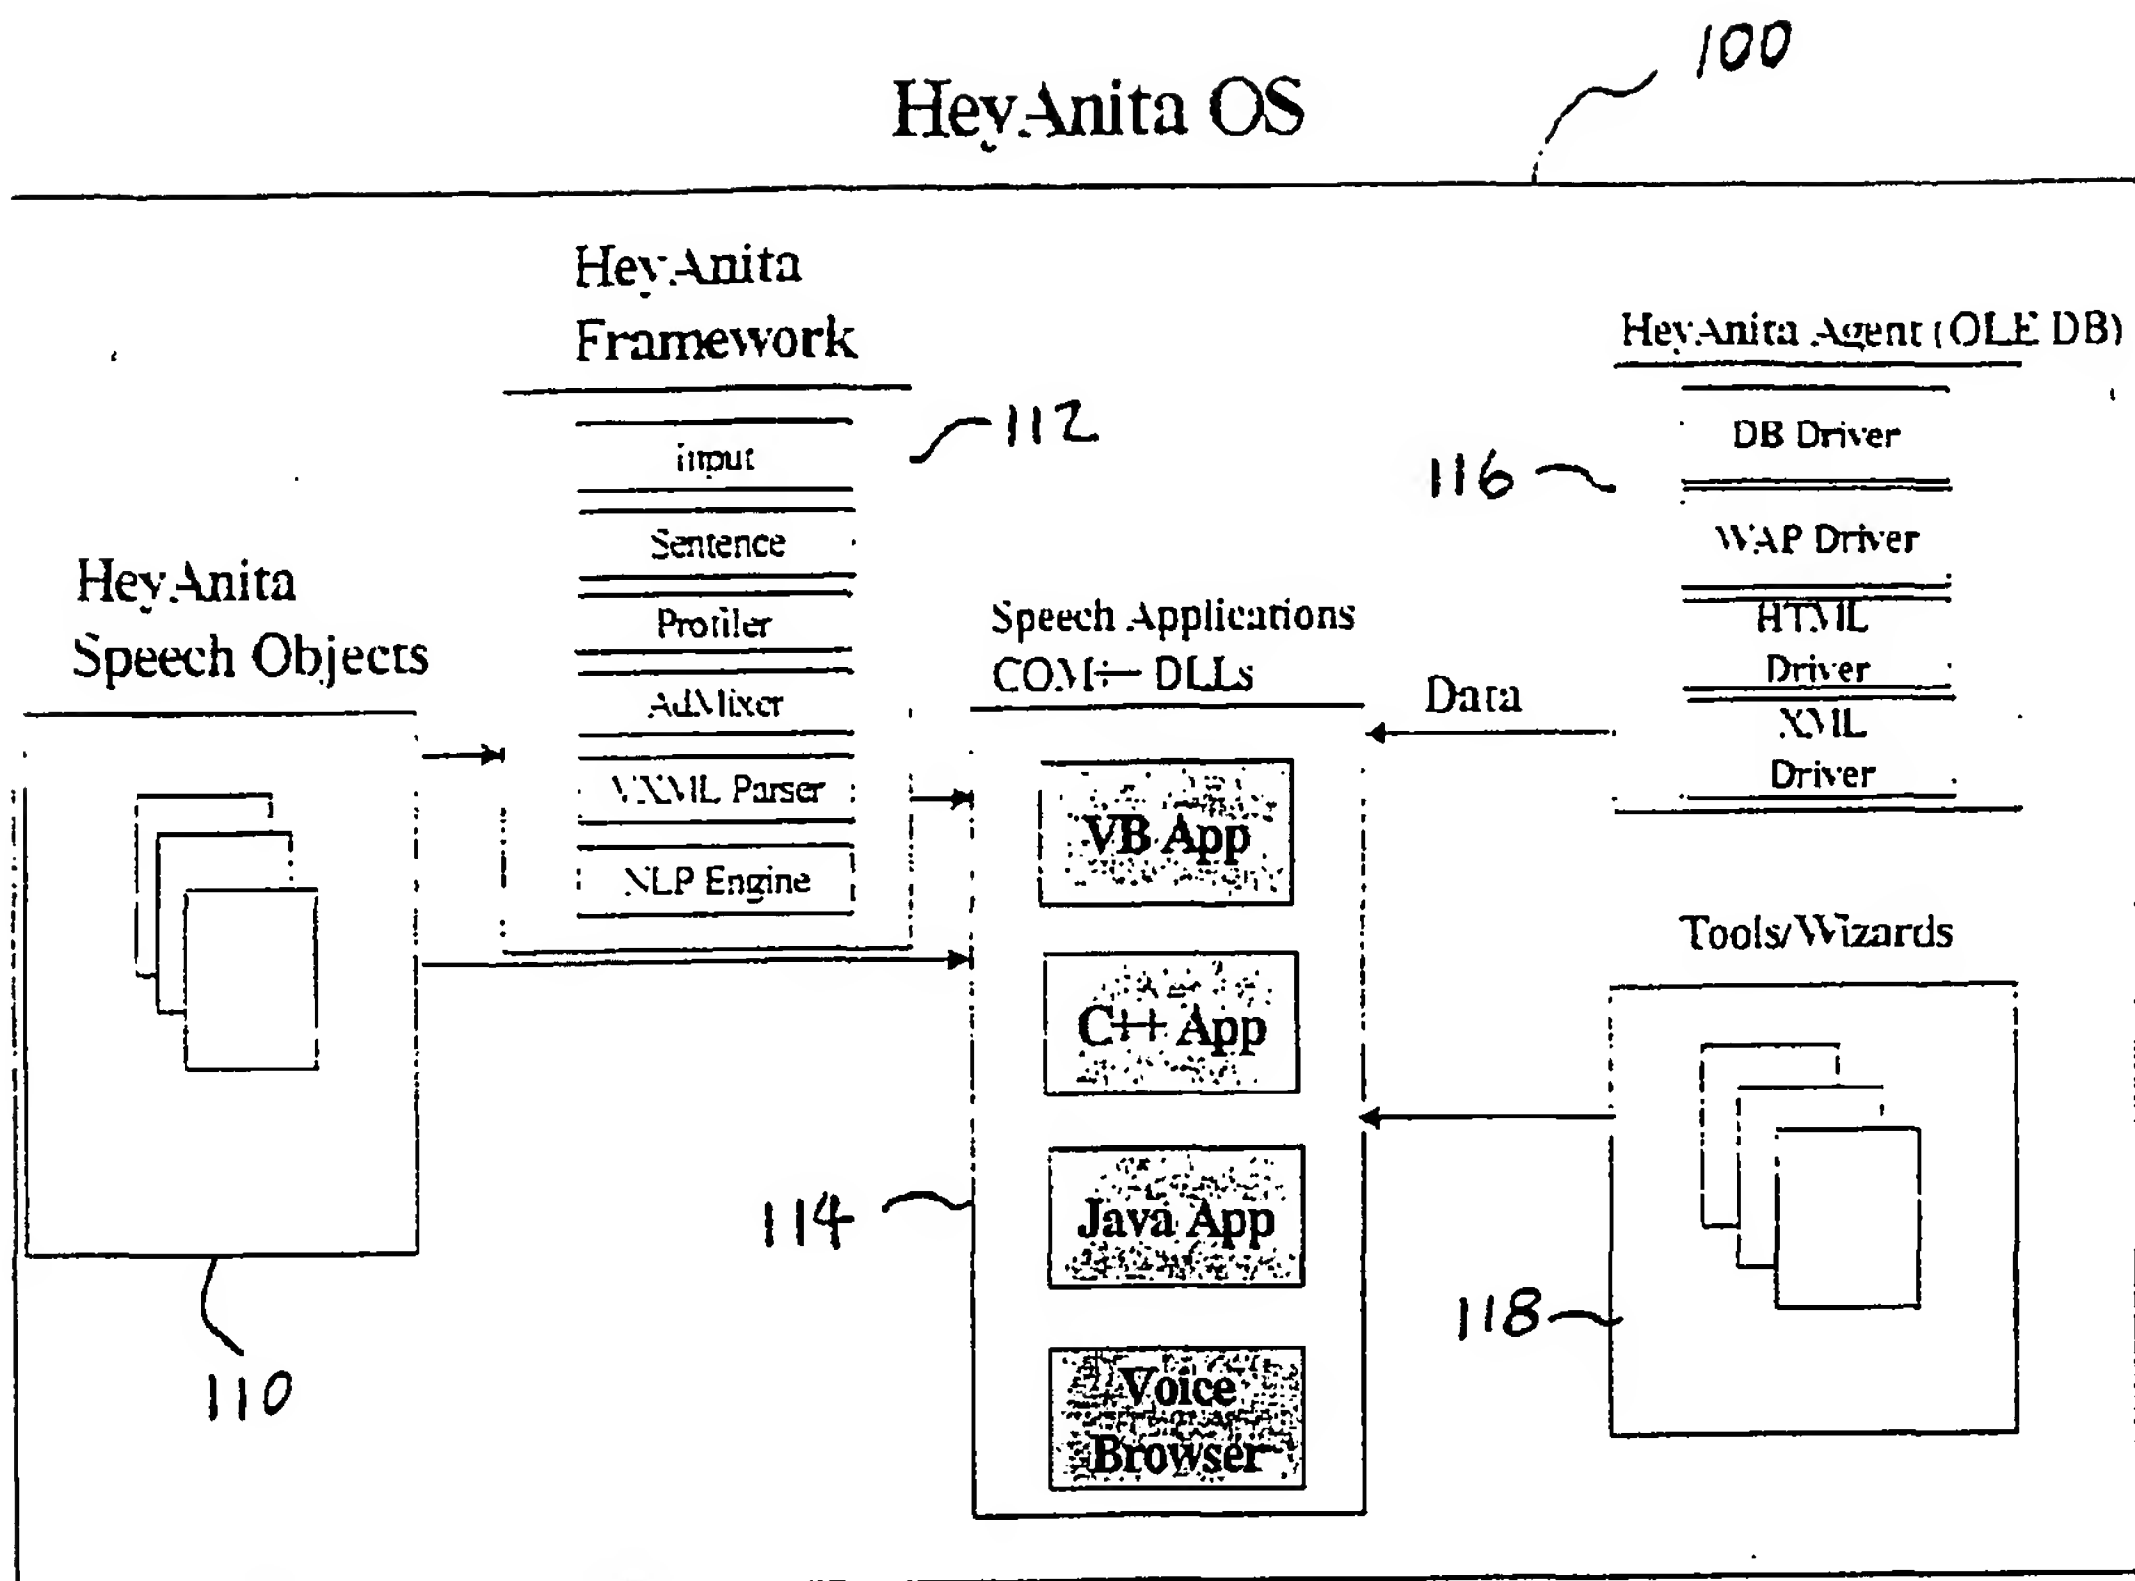 100
HeyAnita OS
HeyAnita
Framework
112
input
Sentence
Profiler
AdMixer
VXML Parser
NLP Engine
HeyAnita Agent (OLE DB)
116
DB Driver
WAP Driver
HTML
Driver
XML
Driver
HeyAnita
Speech Objects
110
Speech Applications
COM+ DLLs
Data
VB App
C++ App
Java App
Voice
Browser
114
Tools/Wizards
118